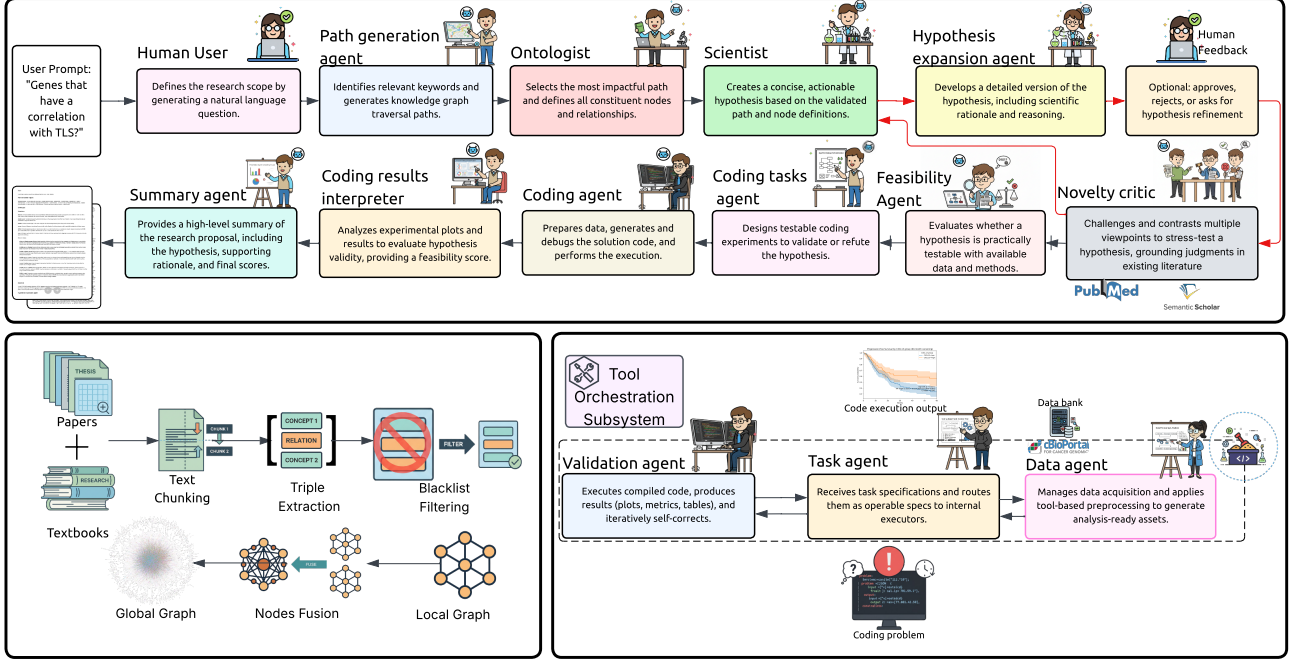 User Prompt:
"Genes that
have a
correlation
with TLS?"
Human User
Defines the research scope by
generating a natural language
question.
Path generation
agent
Identifies relevant keywords and
generates knowledge graph
traversal paths.
Ontologist
Selects the most impactful path
and defines all constituent nodes
and relationships.
Scientist
Creates a concise, actionable
hypothesis based on the validated
path and node definitions.
Hypothesis
expansion agent
Develops a detailed version of the
hypothesis, including scientific
rationale and reasoning.
Human
Feedback
Optional: approves,
rejects, or asks for
hypothesis refinement
Summary agent
Provides a high-level summary of
the research proposal, including
the hypothesis, supporting
rationale, and final scores.
Coding results
interpreter
Analyzes experimental plots and
results to evaluate hypothesis
validity, providing a feasibility score.
Coding agent
Prepares data, generates and
debugs the solution code, and
performs the execution.
Coding tasks
agent
Designs testable coding
experiments to validate or refute
the hypothesis.
Feasibility
Agent
Evaluates whether a
hypothesis is practically
testable with available
data and methods.
Novelty critic
Challenges and contrasts multiple
viewpoints to stress-test a
hypothesis, grounding judgments in
existing literature
PubMed
Semantic Scholar
THESIS
Papers
+
RESEARCH
Textbooks
CHUNK 1
CHUNK 2
Text
Chunking
CONCEPT 1
RELATION
CONCEPT 2
Triple
Extraction
FILTER
Blacklist
Filtering
Global Graph
FUSE
Nodes Fusion
Local Graph
Tool
Orchestration
Subsystem
Code execution output
Data bank
cBioPortal
FOR CANCER GENOMICS
Validation agent
Executes compiled code, produces
results (plots, metrics, tables), and
iteratively self-corrects.
Task agent
Receives task specifications and routes
them as operable specs to internal
executors.
Data agent
Manages data acquisition and applies
tool-based preprocessing to generate
analysis-ready assets.
</>
?
!
Coding problem